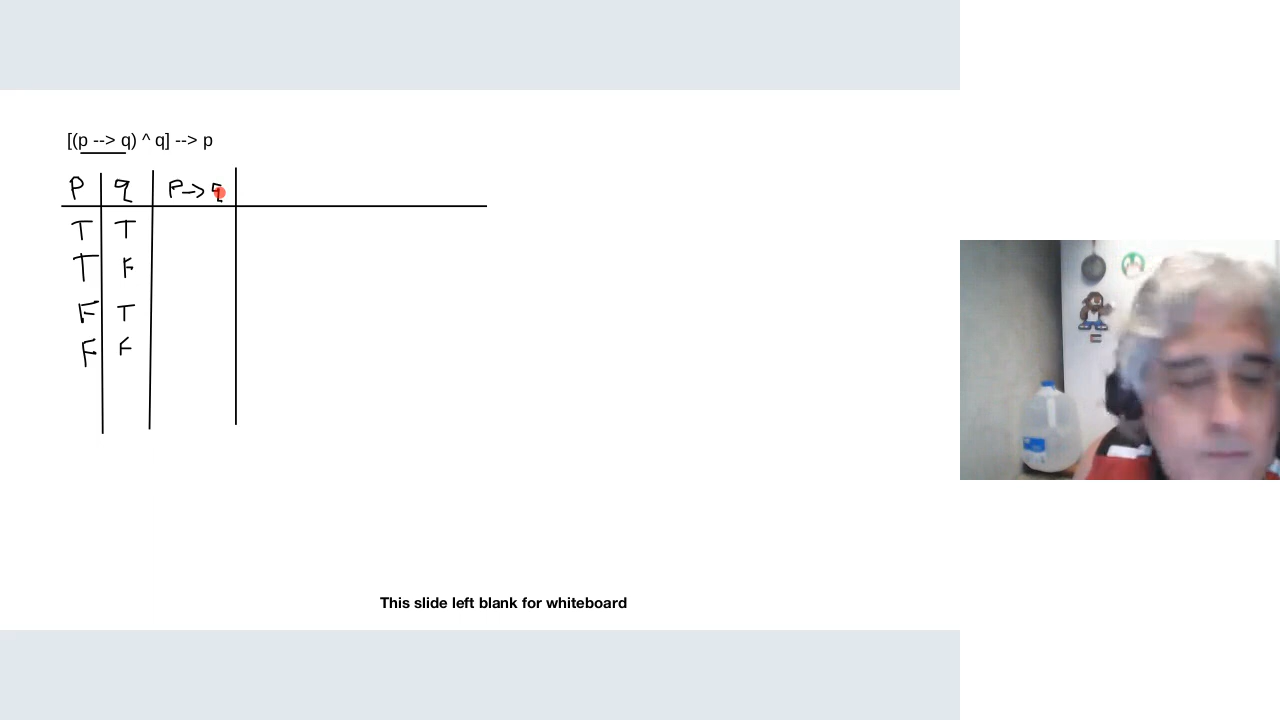 [(p --> q) ^ q] --> p
P q P -> q
T T
T F
F T
F F
This slide left blank for whiteboard